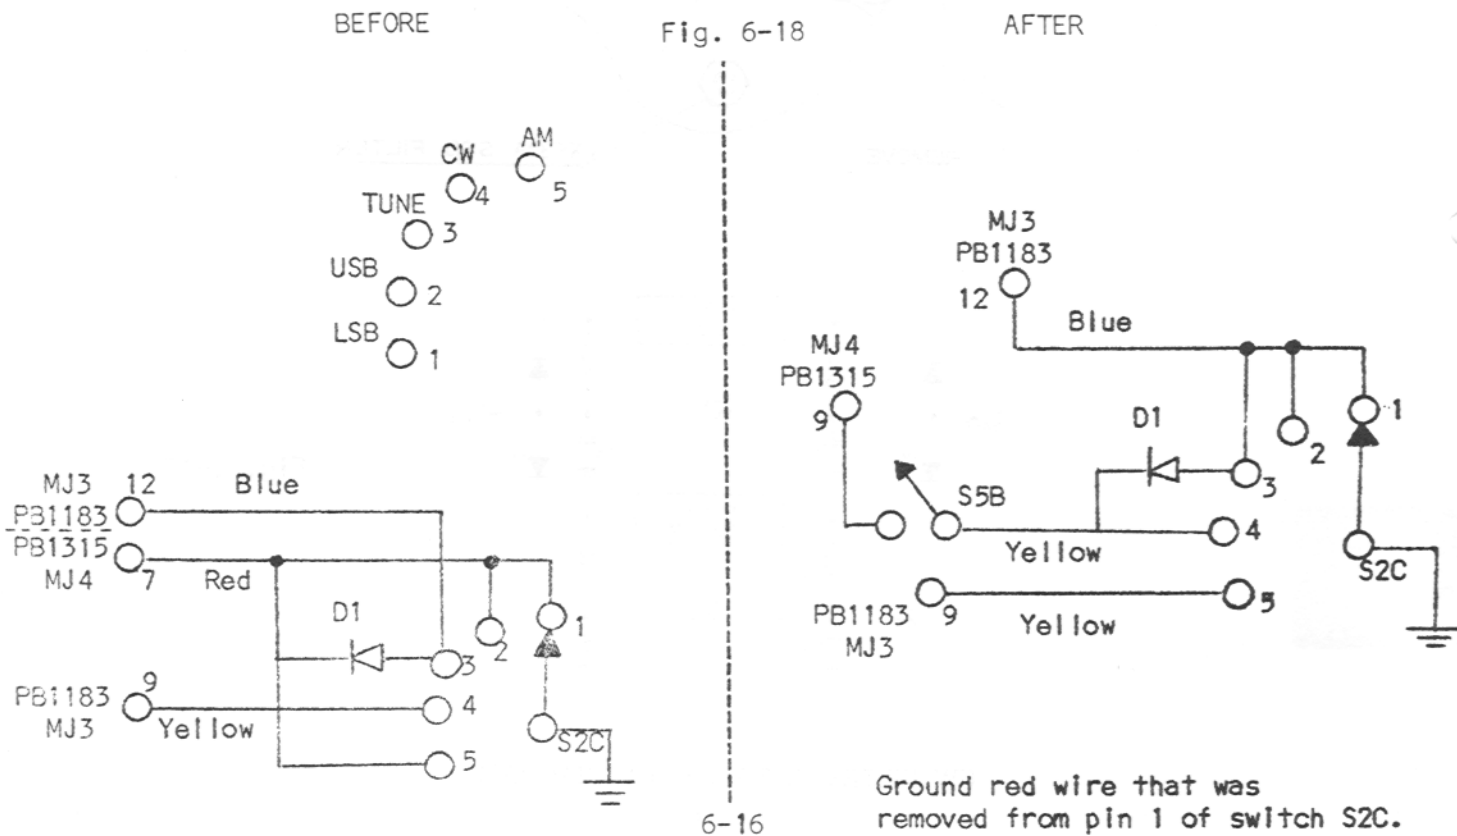 BEFORE
Fig. 6-18
AFTER
AM
CW
5
4
TUNE
3
USB
2
LSB
1
MJ3 12
Blue
PB1183
PB1315
MJ4 7
Red
D1
1
2
3
9
PB1183
4
MJ3
Yellow
S2C
5
MJ3
PB1183
12
Blue
MJ4
PB1315
9
D1
1
2
3
S5B
4
Yellow
S2C
PB1183 9
5
Yellow
MJ3
Ground red wire that was
removed from pin 1 of switch S2C.
6-16